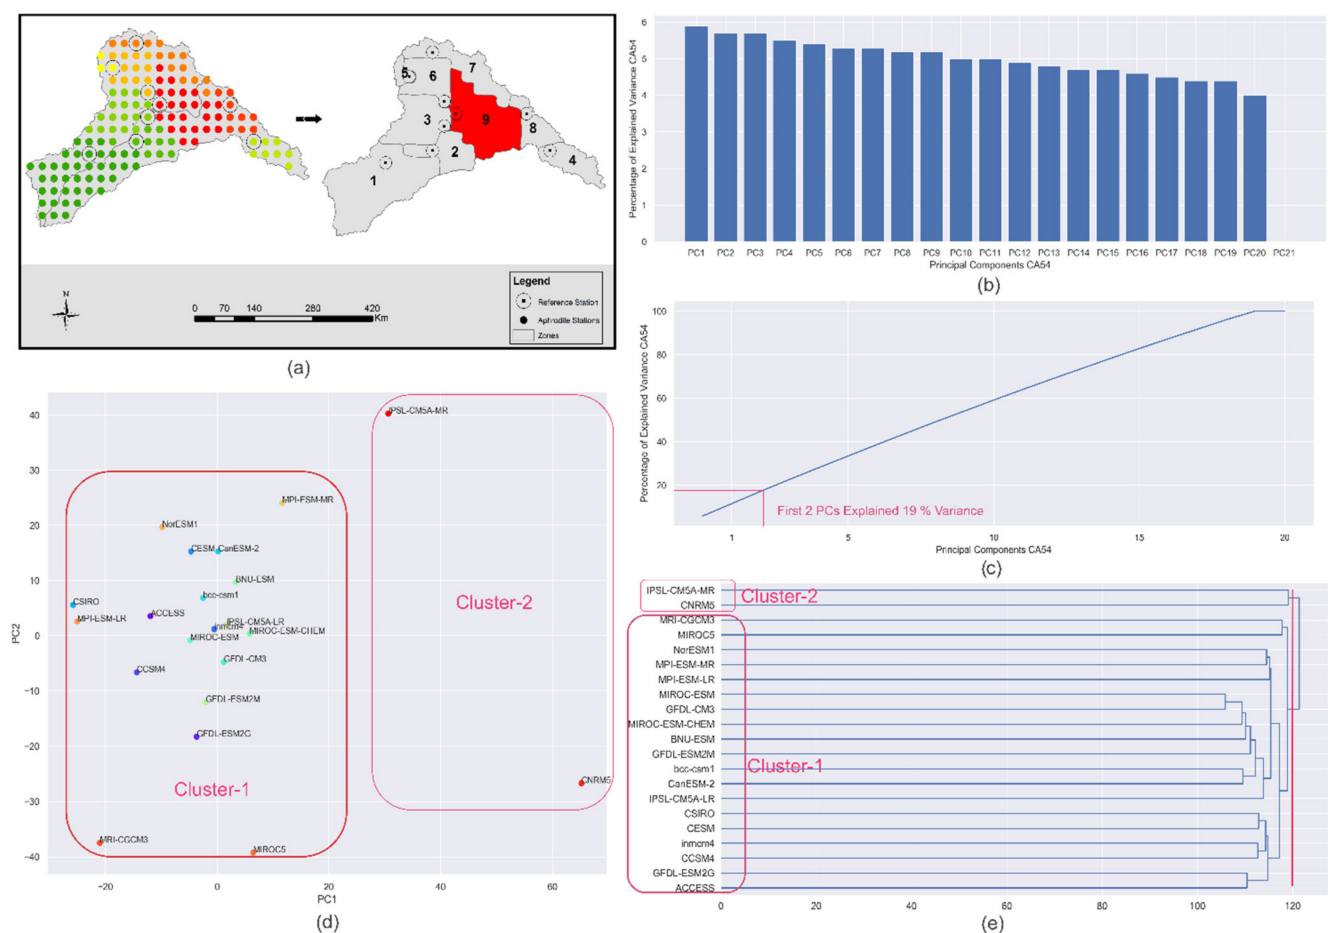 5
6
7
3
9
8
2
4
1
N
0 70 140 280 420
Km
Legend
Reference Station
Aphrodite Stations
Zones
(a)
Percentage of Explained Variance CA54
6
5
4
3
2
1
0
PC1 PC2 PC3 PC4 PC5 PC6 PC7 PC8 PC9 PC10 PC11 PC12 PC13 PC14 PC15 PC16 PC17 PC18 PC19 PC20 PC21
Principal Components CA54
(b)
Percentage of Explained Variance CA54
100
80
60
40
20
First 2 PCs Explained 19 % Variance
1 5 10 15 20
Principal Components CA54
(c)
PC2
40
30
20
10
0
−10
−20
−30
−40
IPSL-CM5A-MR
MPI-ESM-MR
NorESM1
CESM
CanESM-2
BNU-ESM
bcc-csm1
CSIRO
ACCESS
MPI-ESM-LR
IPSL-CM5A-LR
inmcm4
MIROC-ESM-CHEM
MIROC-ESM
GFDL-CM3
CCSM4
GFDL-ESM2M
GFDL-ESM2G
Cluster-1
Cluster-2
CNRM5
MRI-CGCM3
MIROC5
−20 0 20 40 60
PC1
(d)
IPSL-CM5A-MR
CNRM5
Cluster-2
MRI-CGCM3
MIROC5
NorESM1
MPI-ESM-MR
MPI-ESM-LR
MIROC-ESM
GFDL-CM3
MIROC-ESM-CHEM
BNU-ESM
GFDL-ESM2M
bcc-csm1
Cluster-1
CanESM-2
IPSL-CM5A-LR
CSIRO
CESM
inmcm4
CCSM4
GFDL-ESM2G
ACCESS
0 20 40 60 80 100 120
(e)